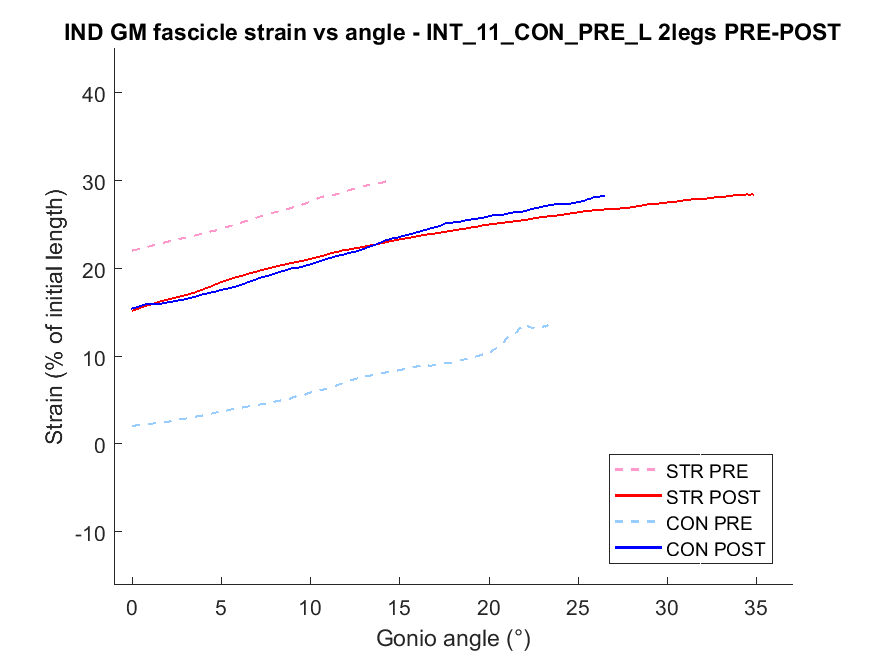 IND GM fascicle strain vs angle - INT_11_CON_PRE_L 2legs PRE-POST
Strain (% of initial length)
40
30
20
10
0
-10
0 5 10 15 20 25 30 35
Gonio angle (°)
STR PRE
STR POST
CON PRE
CON POST